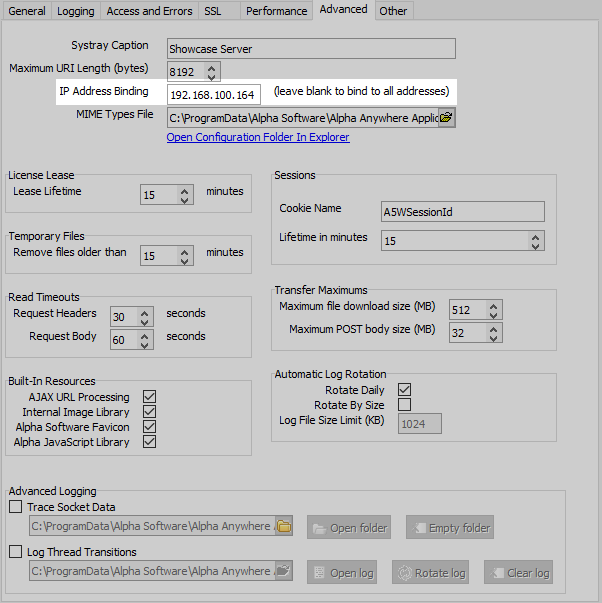 General Logging Access and Errors SSL Performance Advanced Other
Systray Caption Showcase Server
Maximum URI Length (bytes) 8192
IP Address Binding 192.168.100.164 (leave blank to bind to all addresses)
MIME Types File C:\ProgramData\Alpha Software\Alpha Anywhere Applic
Open Configuration Folder In Explorer
License Lease
Lease Lifetime 15 minutes
Sessions
Cookie Name A5WSessionId
Lifetime in minutes 15
Temporary Files
Remove files older than 15 minutes
Read Timeouts
Request Headers 30 seconds
Request Body 60 seconds
Transfer Maximums
Maximum file download size (MB) 512
Maximum POST body size (MB) 32
Built-In Resources
AJAX URL Processing
Internal Image Library
Alpha Software Favicon
Alpha JavaScript Library
Automatic Log Rotation
Rotate Daily
Rotate By Size
Log File Size Limit (KB) 1024
Advanced Logging
Trace Socket Data
C:\ProgramData\Alpha Software\Alpha Anywhere Open folder Empty folder
Log Thread Transitions
C:\ProgramData\Alpha Software\Alpha Anywhere Open log Rotate log Clear log